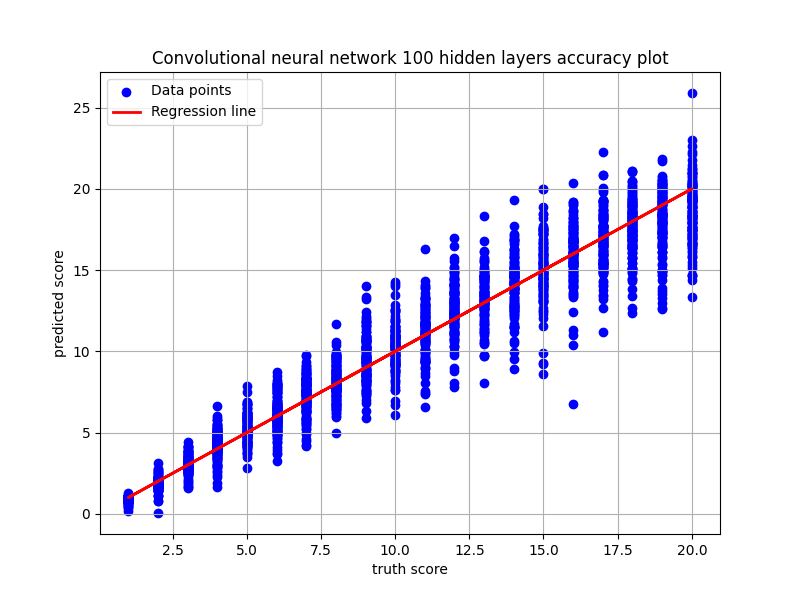 Convolutional neural network 100 hidden layers accuracy plot
Data points
Regression line
25
20
15
10
5
0
predicted score
2.5 5.0 7.5 10.0 12.5 15.0 17.5 20.0
truth score